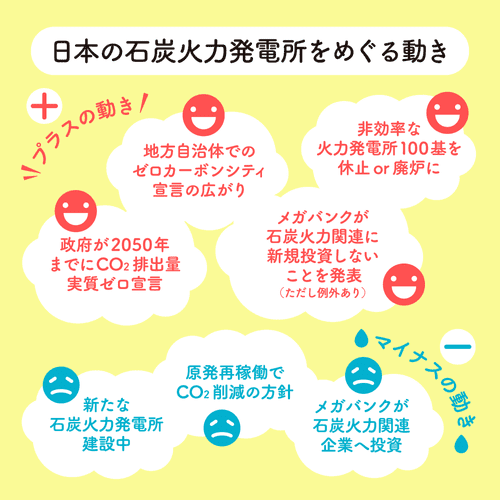 日本の石炭火力発電所をめぐる動き
＋
プラスの動き
地方自治体での
ゼロカーボンシティ
宣言の広がり
非効率な
火力発電所100基を
休止or廃炉に
政府が2050年
までにCO₂排出量
実質ゼロ宣言
メガバンクが
石炭火力関連に
新規投資しない
ことを発表
（ただし例外あり）
－
マイナスの動き
新たな
石炭火力発電所
建設中
原発再稼働で
CO₂削減の方針
メガバンクが
石炭火力関連
企業へ投資